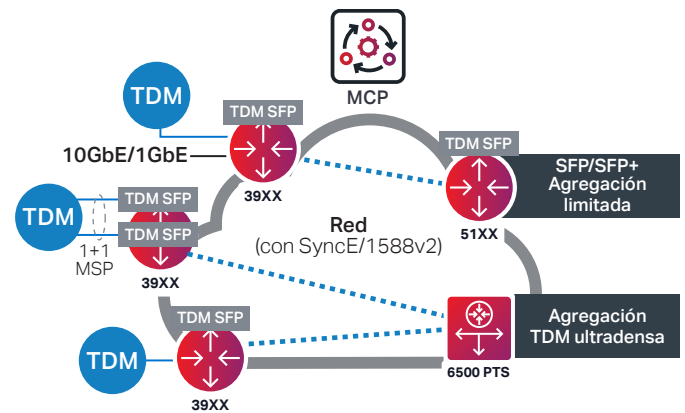 MCP
TDM
TDM SFP
10GbE/1GbE
39XX
TDM SFP
51XX
SFP/SFP+
Agregación
limitada
TDM
1+1
MSP
TDM SFP
TDM SFP
39XX
Red
(con SyncE/1588v2)
TDM
TDM SFP
39XX
6500 PTS
Agregación
TDM ultradensa